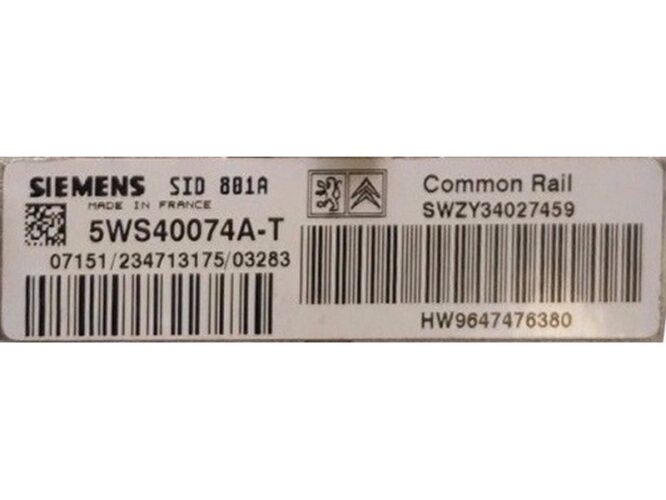 SIEMENS SID 801A
MADE IN FRANCE
5WS40074A-T
07151/234713175/03283
Common Rail
SWZY34027459
HW9647476380